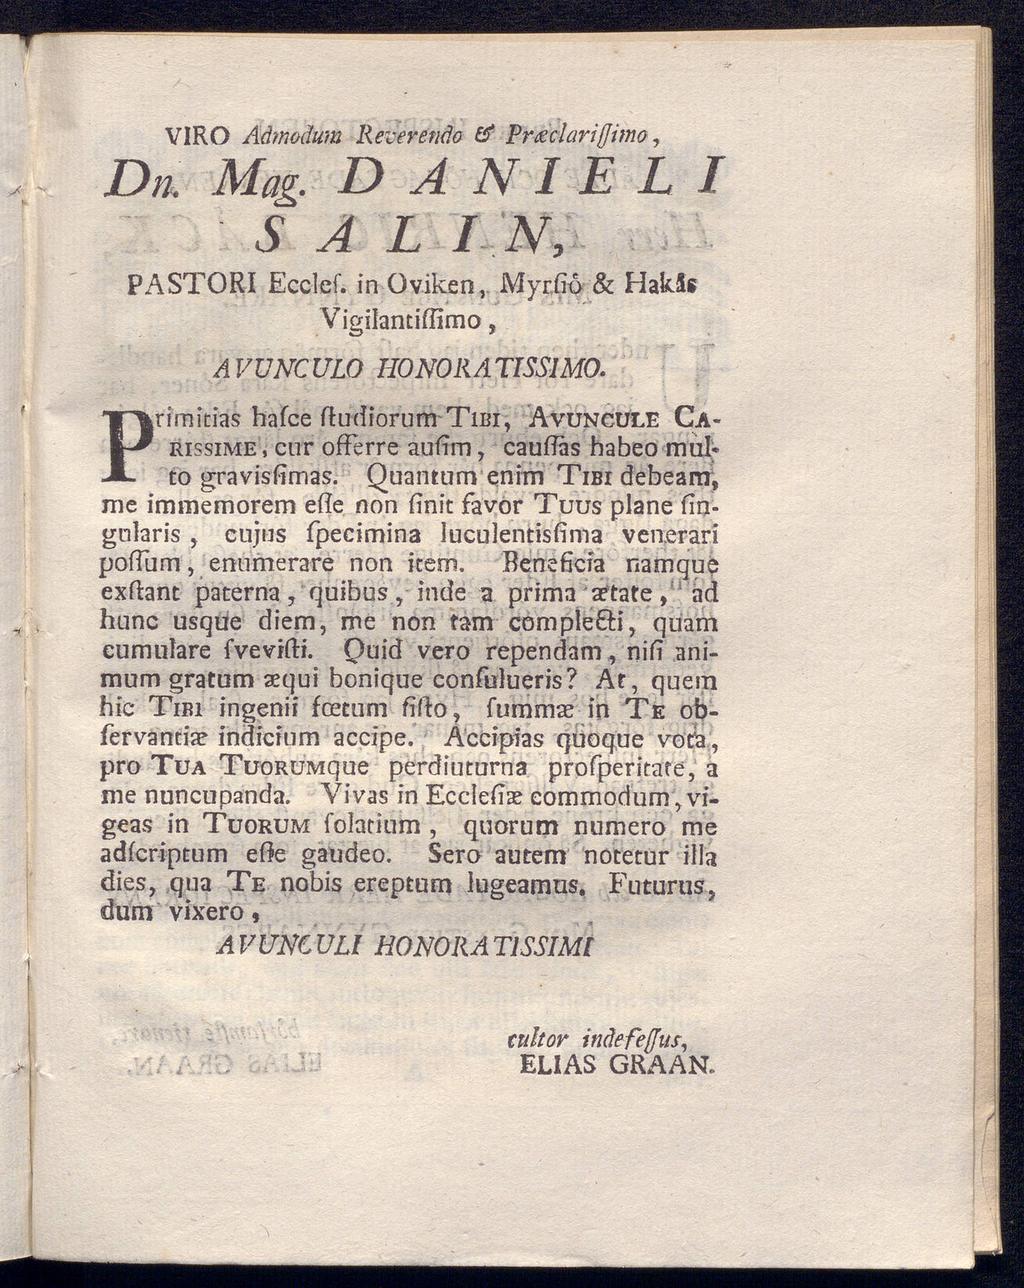 VIRO Admodum Reverendo & Præclariſſimo,
Dn. Mag. DANIELI
SALIN,
PASTORI Eccleſ. in Oviken, Myrſiö & Hakås
Vigilantiſſimo,
AVUNCULO HONORATISSIMO.
Primitias haſce ſtudiorum TIBI, AVUNCULE CA-
RISSIME, cur offerre auſim, cauſſas habeo mul-
to gravisſimas. Quantum enim TIBI debeam,
me immemorem eſſe non ſinit favor TUUS plane ſin-
gularis, cujus ſpecimina luculentisſima venerari
poſſum, enumerare non item. Beneficia namque
exſtant paterna, quibus, inde a prima ætate, ad
hunc usque diem, me non tam complecti, quam
cumulare ſveviſti. Quid vero rependam, niſi ani-
mum gratum æqui bonique conſulueris? At, quem
hic TIBI ingenii fœtum ſiſto, ſummæ in TE ob-
ſervantiæ indicium accipe. Accipias quoque vota,
pro TUA TUORUMque perdiuturna proſperitate, a
me nuncupanda. Vivas in Eccleſiæ commodum, vi-
geas in TUORUM ſolatium, quorum numero me
adſcriptum eſſe gaudeo. Sero autem notetur illa
dies, qua TE nobis ereptum lugeamus. Futurus,
dum vixero,
AVUNCULI HONORATISSIMI
cultor indefeſſus,
ELIAS GRAAN.